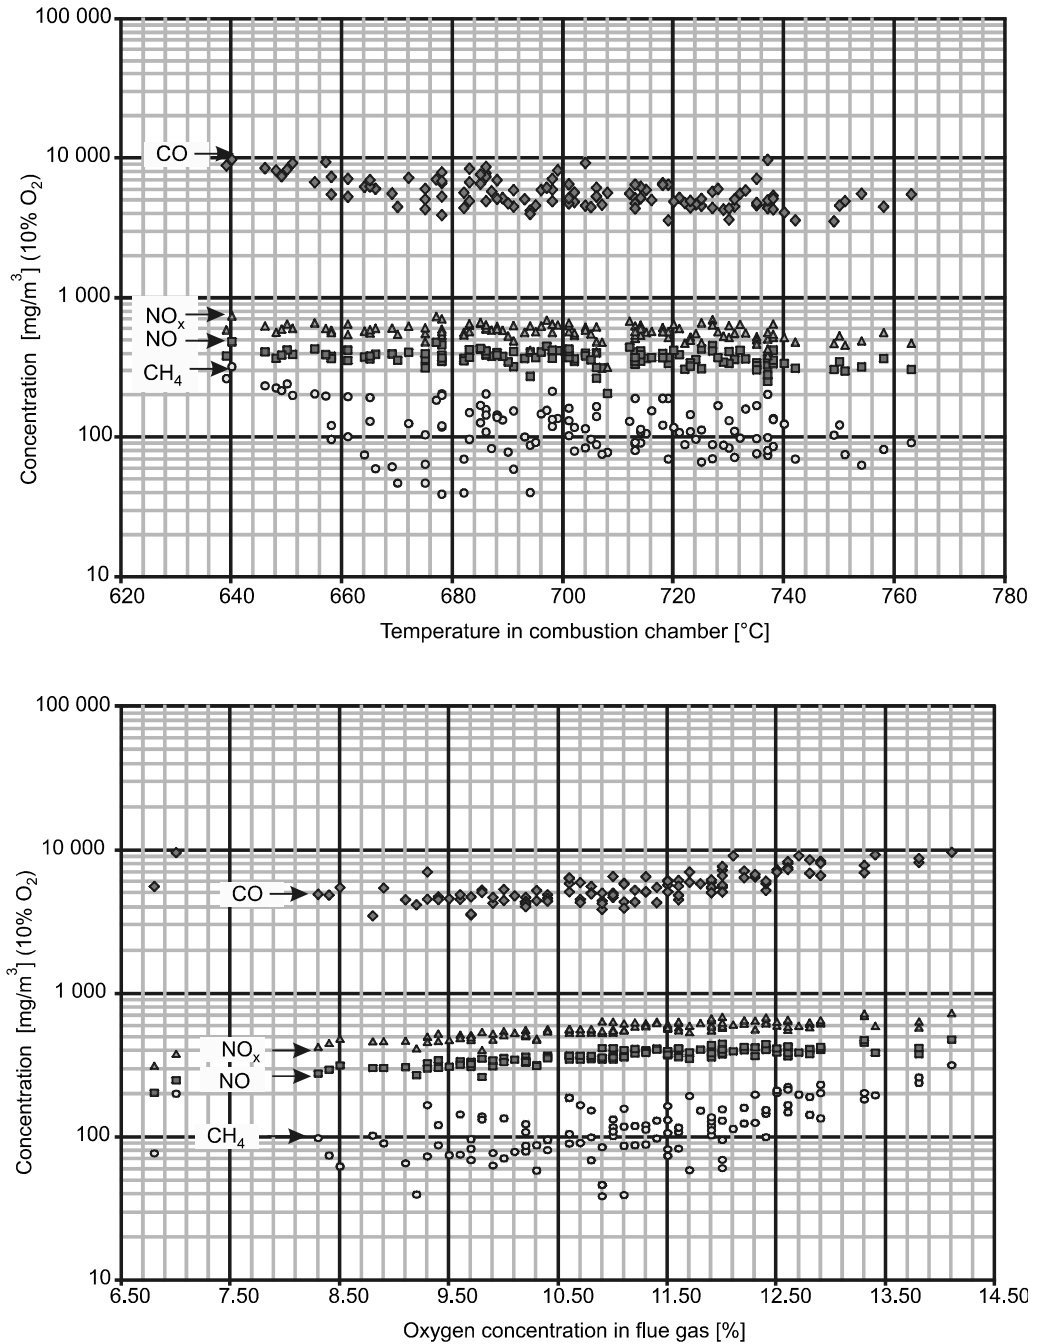 100 000
10 000
1 000
100
10
Concentration [mg/m³] (10% O₂)
CO
NOₓ
NO
CH₄
620 640 660 680 700 720 740 760 780
Temperature in combustion chamber [°C]
100 000
10 000
1 000
100
10
Concentration [mg/m³] (10% O₂)
CO
NOₓ
NO
CH₄
6.50 7.50 8.50 9.50 10.50 11.50 12.50 13.50 14.50
Oxygen concentration in flue gas [%]